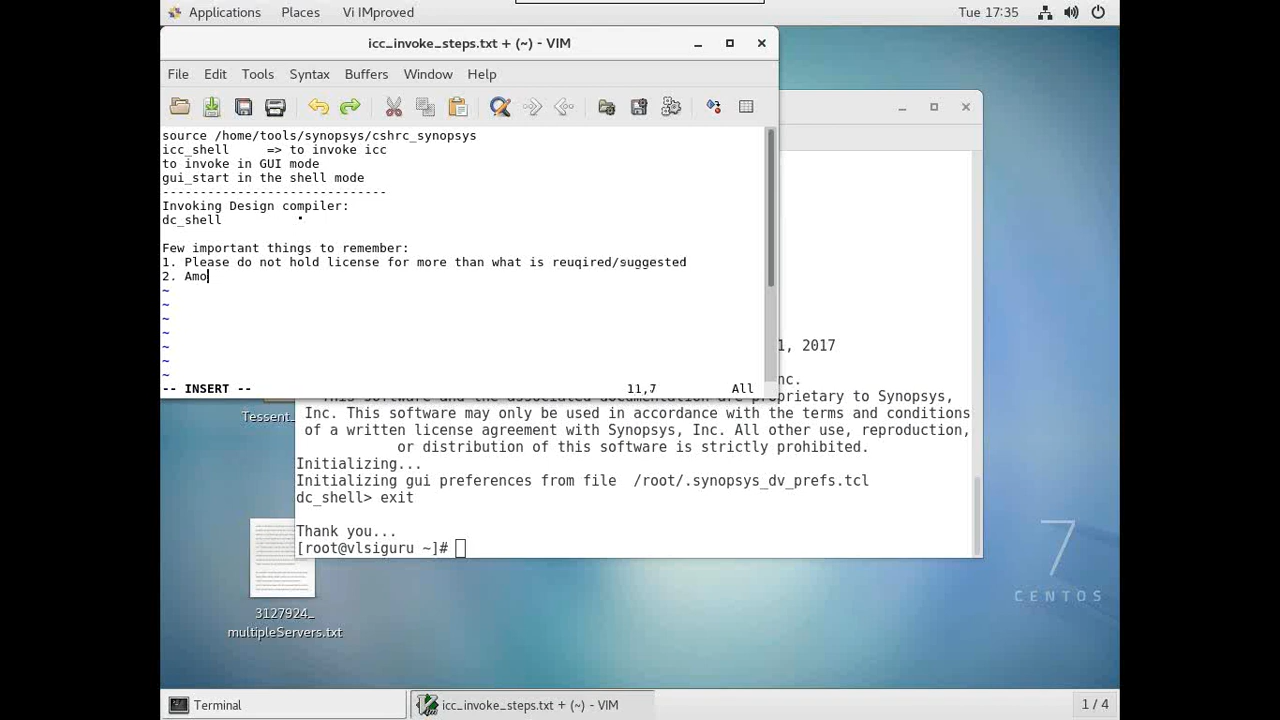 Applications Places Vi IMproved Tue 17:35
icc_invoke_steps.txt + (~) - VIM
File Edit Tools Syntax Buffers Window Help
source /home/tools/synopsys/cshrc_synopsys
icc_shell => to invoke icc
to invoke in GUI mode
gui_start in the shell mode
------------------------------
Invoking Design compiler:
dc_shell
Few important things to remember:
1. Please do not hold license for more than what is reuqired/suggested
2. Amo
~
~
~
~
~
~
~
-- INSERT -- 11,7 All
1, 2017
nc.
This software and the associated documentation are proprietary to Synopsys,
Inc. This software may only be used in accordance with the terms and conditions
of a written license agreement with Synopsys, Inc. All other use, reproduction,
or distribution of this software is strictly prohibited.
Initializing...
Initializing gui preferences from file /root/.synopsys_dv_prefs.tcl
dc_shell> exit
Thank you...
[root@vlsiguru ~]#
Tessent_
3127924_
multipleServers.txt
7
CENTOS
Terminal icc_invoke_steps.txt + (~) - VIM 1 / 4